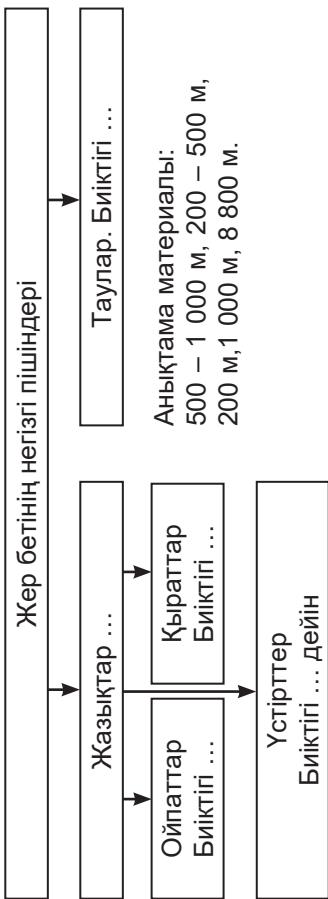 Жер бетінің негізгі пішіндері
Жазықтар ...
Таулар. Биіктігі ...
Ойпаттар
Биіктігі ...
Қыраттар
Биіктігі ...
Үстірттер
Биіктігі ... дейін
Анықтама материалы:
500 – 1 000 м, 200 – 500 м,
200 м,1 000 м, 8 800 м.